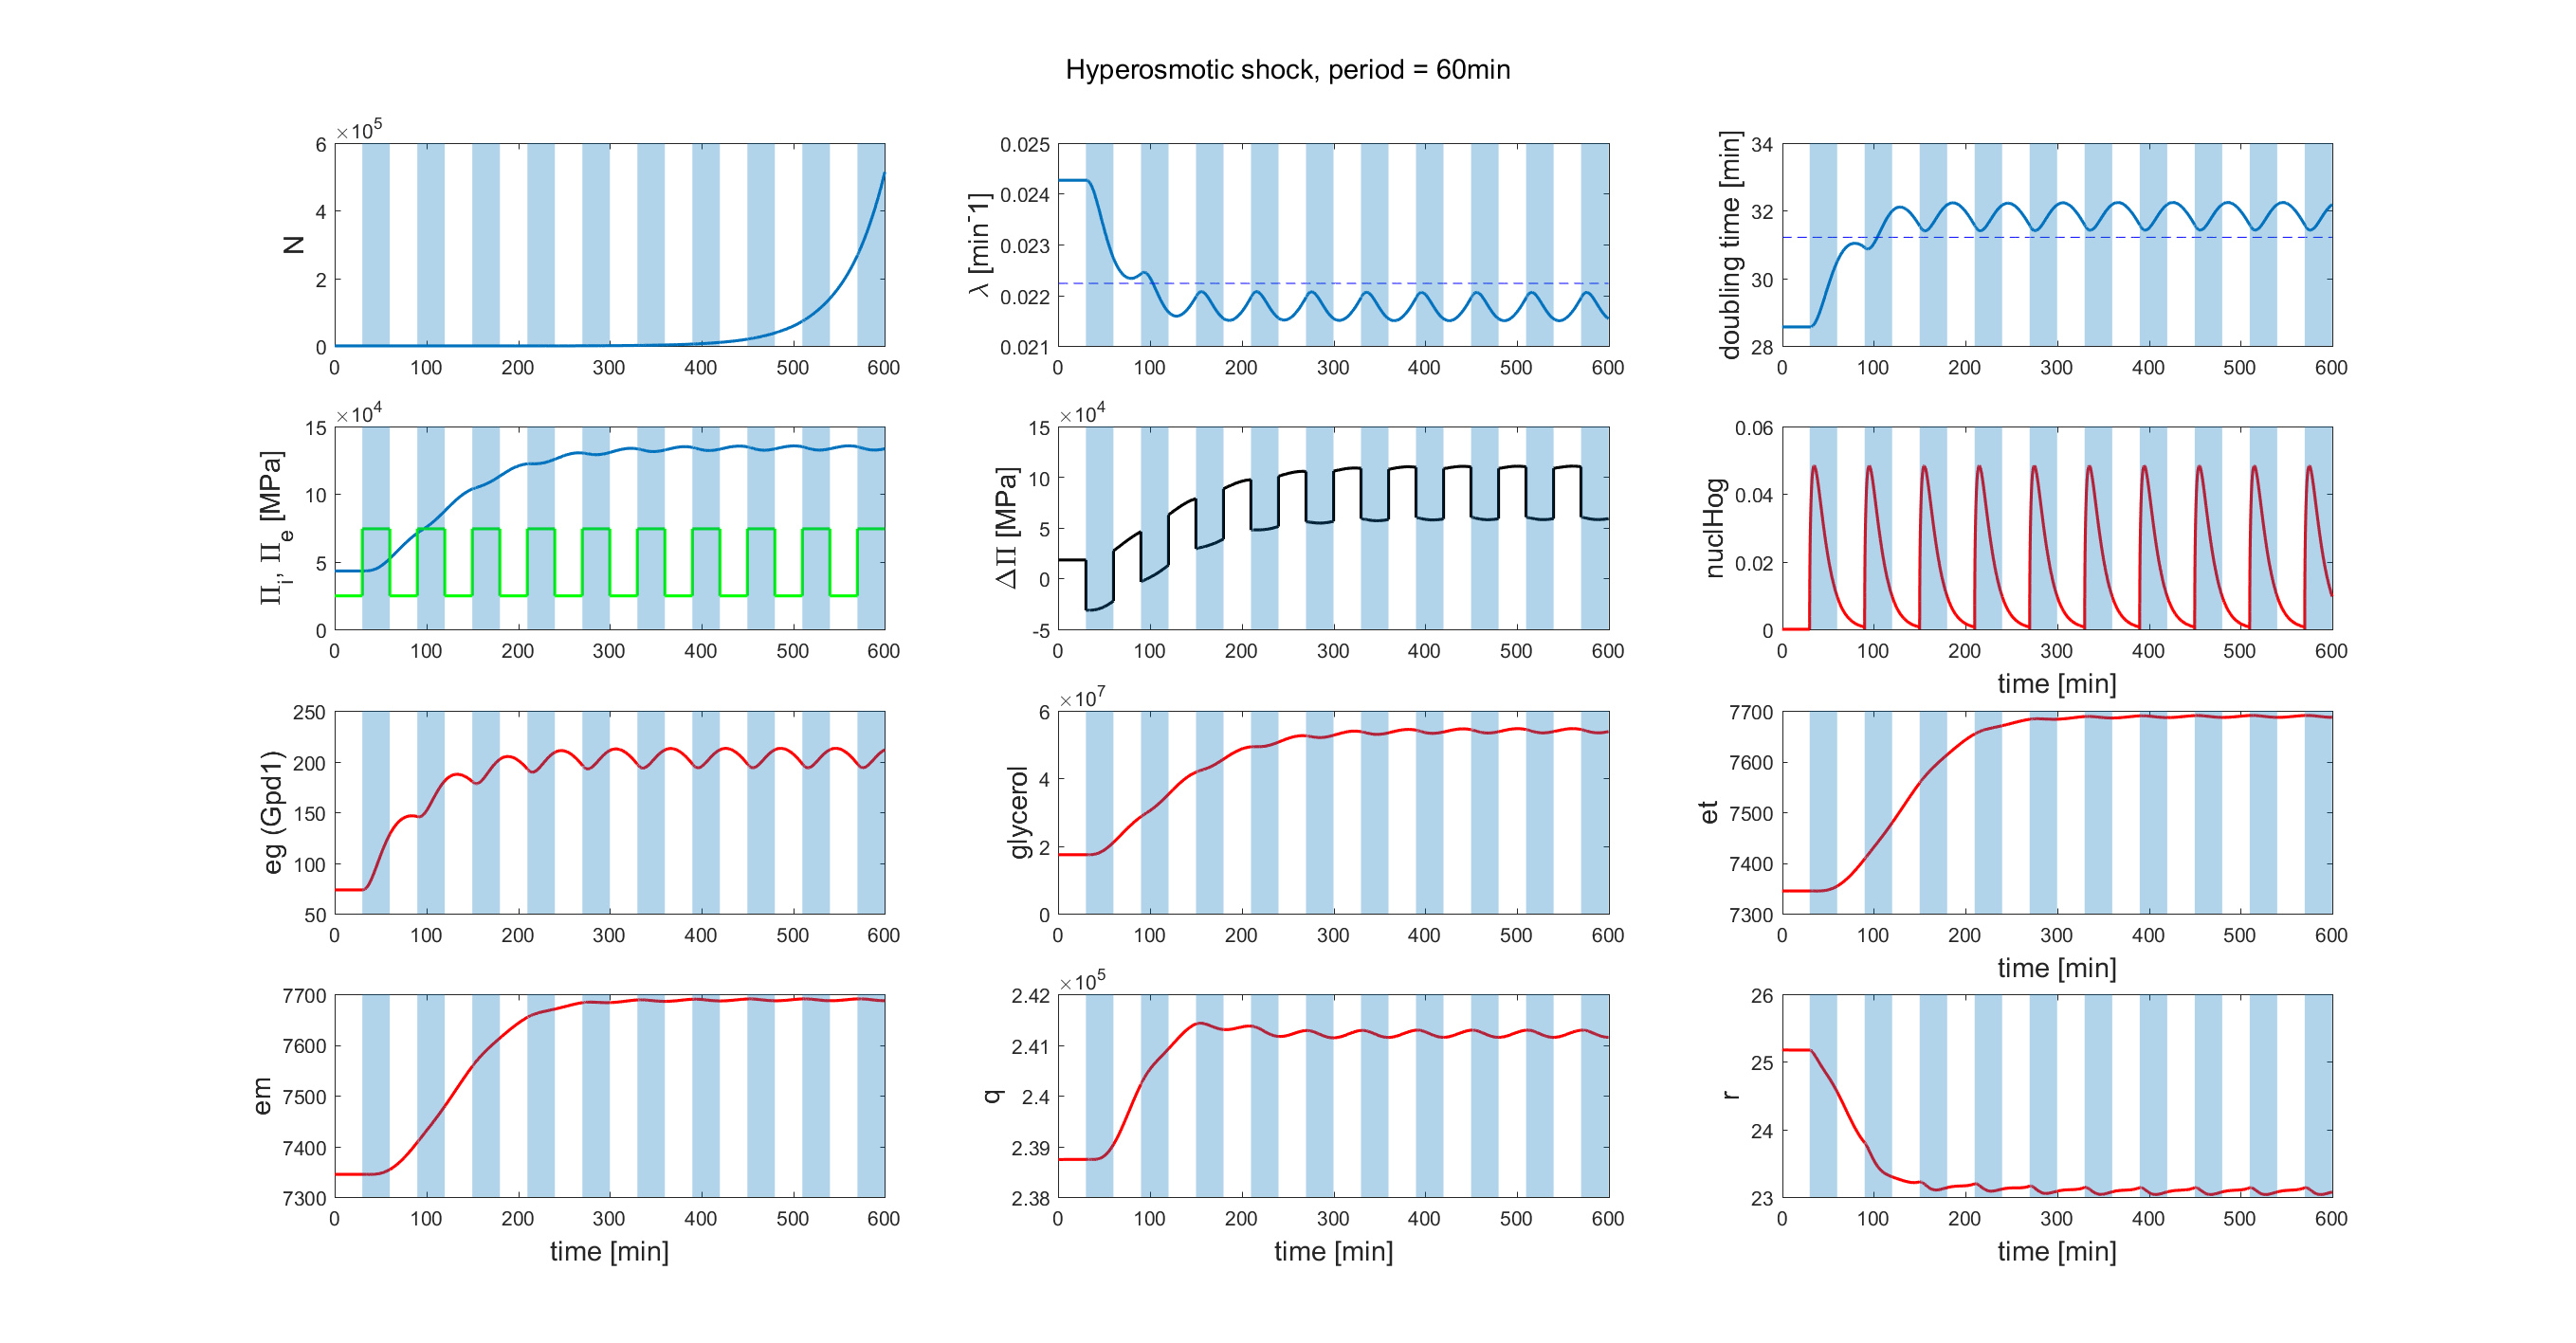 Hyperosmotic shock, period = 60min
×10^5
6
4
2
0
N
0 100 200 300 400 500 600
0.025
0.024
0.023
0.022
0.021
λ [min^-1]
0 100 200 300 400 500 600
34
32
30
28
doubling time [min]
0 100 200 300 400 500 600
×10^4
15
10
5
0
Π_i, Π_e [MPa]
0 100 200 300 400 500 600
×10^4
15
10
5
0
-5
ΔΠ [MPa]
0 100 200 300 400 500 600
0.06
0.04
0.02
0
nuclHog
0 100 200 300 400 500 600
time [min]
250
200
150
100
50
eg (Gpd1)
0 100 200 300 400 500 600
×10^7
6
4
2
0
glycerol
0 100 200 300 400 500 600
7700
7600
7500
7400
7300
et
0 100 200 300 400 500 600
time [min]
7700
7600
7500
7400
7300
em
0 100 200 300 400 500 600
time [min]
×10^5
2.42
2.41
2.4
2.39
2.38
q
0 100 200 300 400 500 600
time [min]
26
25
24
23
r
0 100 200 300 400 500 600
time [min]